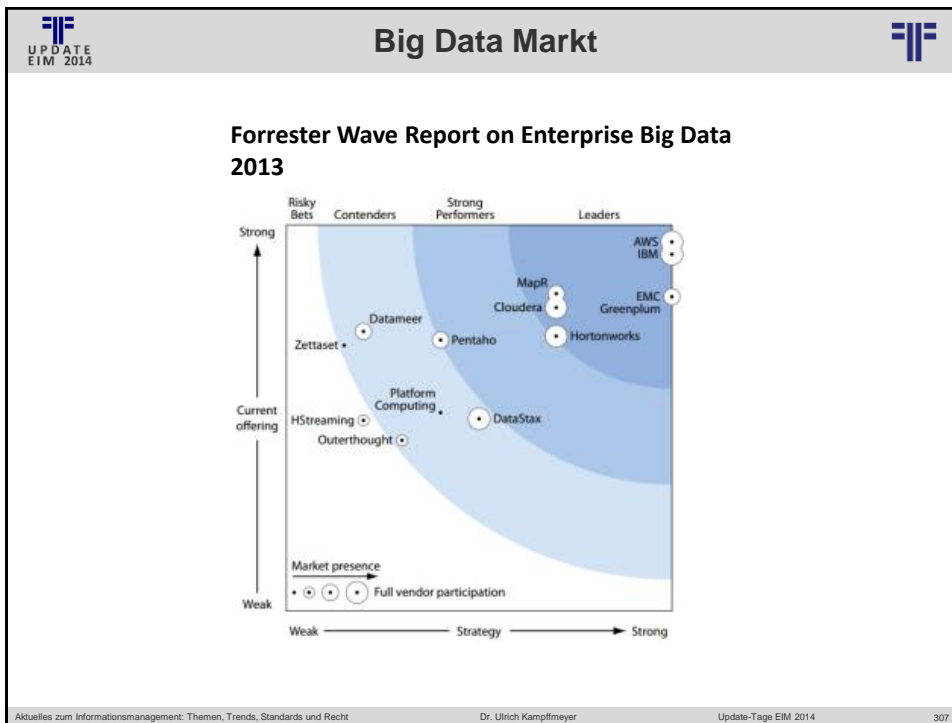 UPDATE
EIM 2014
Big Data Markt
Forrester Wave Report on Enterprise Big Data
2013
Risky
Bets
Contenders
Strong
Performers
Leaders
Strong
AWS
IBM
MapR
EMC
Greenplum
Cloudera
Datameer
Hortonworks
Pentaho
Zettaset
Platform
Computing
Current
offering
HStreaming
DataStax
Outerthought
Market presence
Full vendor participation
Weak
Weak
Strategy
Strong
Aktuelles zum Informationsmanagement: Themen, Trends, Standards und Recht
Dr. Ulrich Kampffmeyer
Update-Tage EIM 2014
307